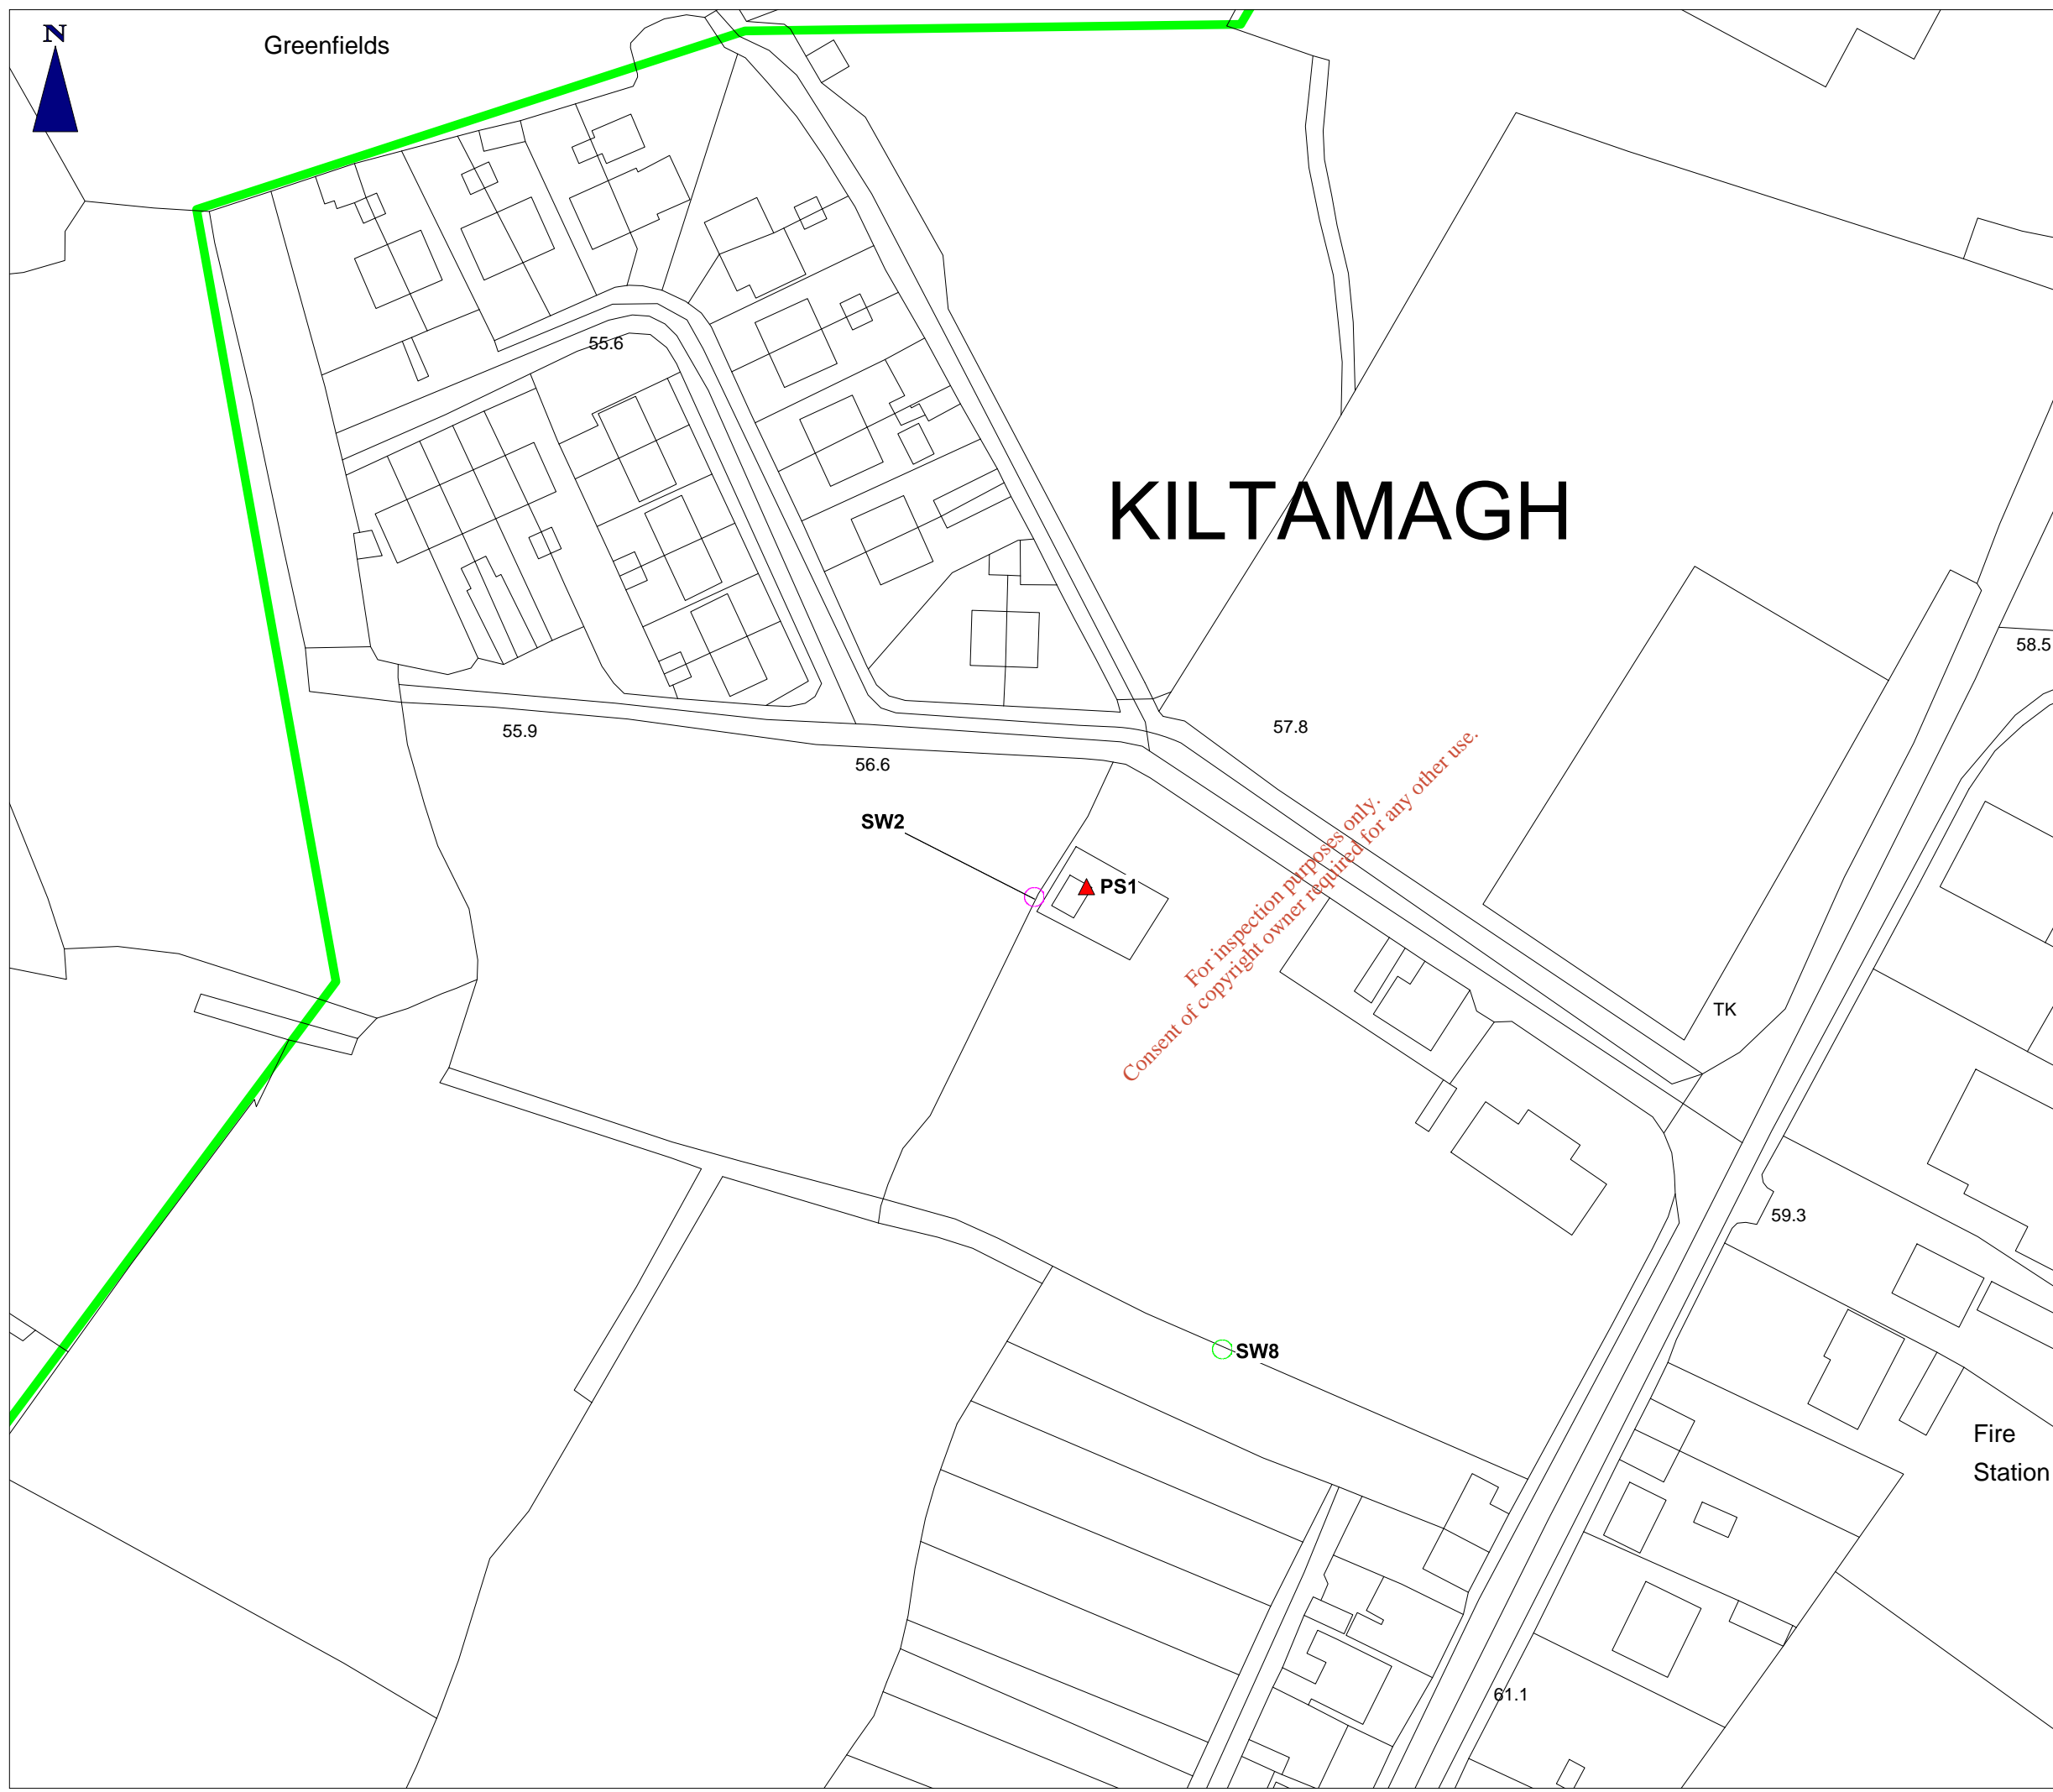 N
Greenfields
55.6
KILTAMAGH
58.5
55.9
57.8
56.6
SW2
PS1
For inspection purposes only.
Consent of copyright owner required for any other use.
TK
59.3
SW8
Fire
Station
61.1